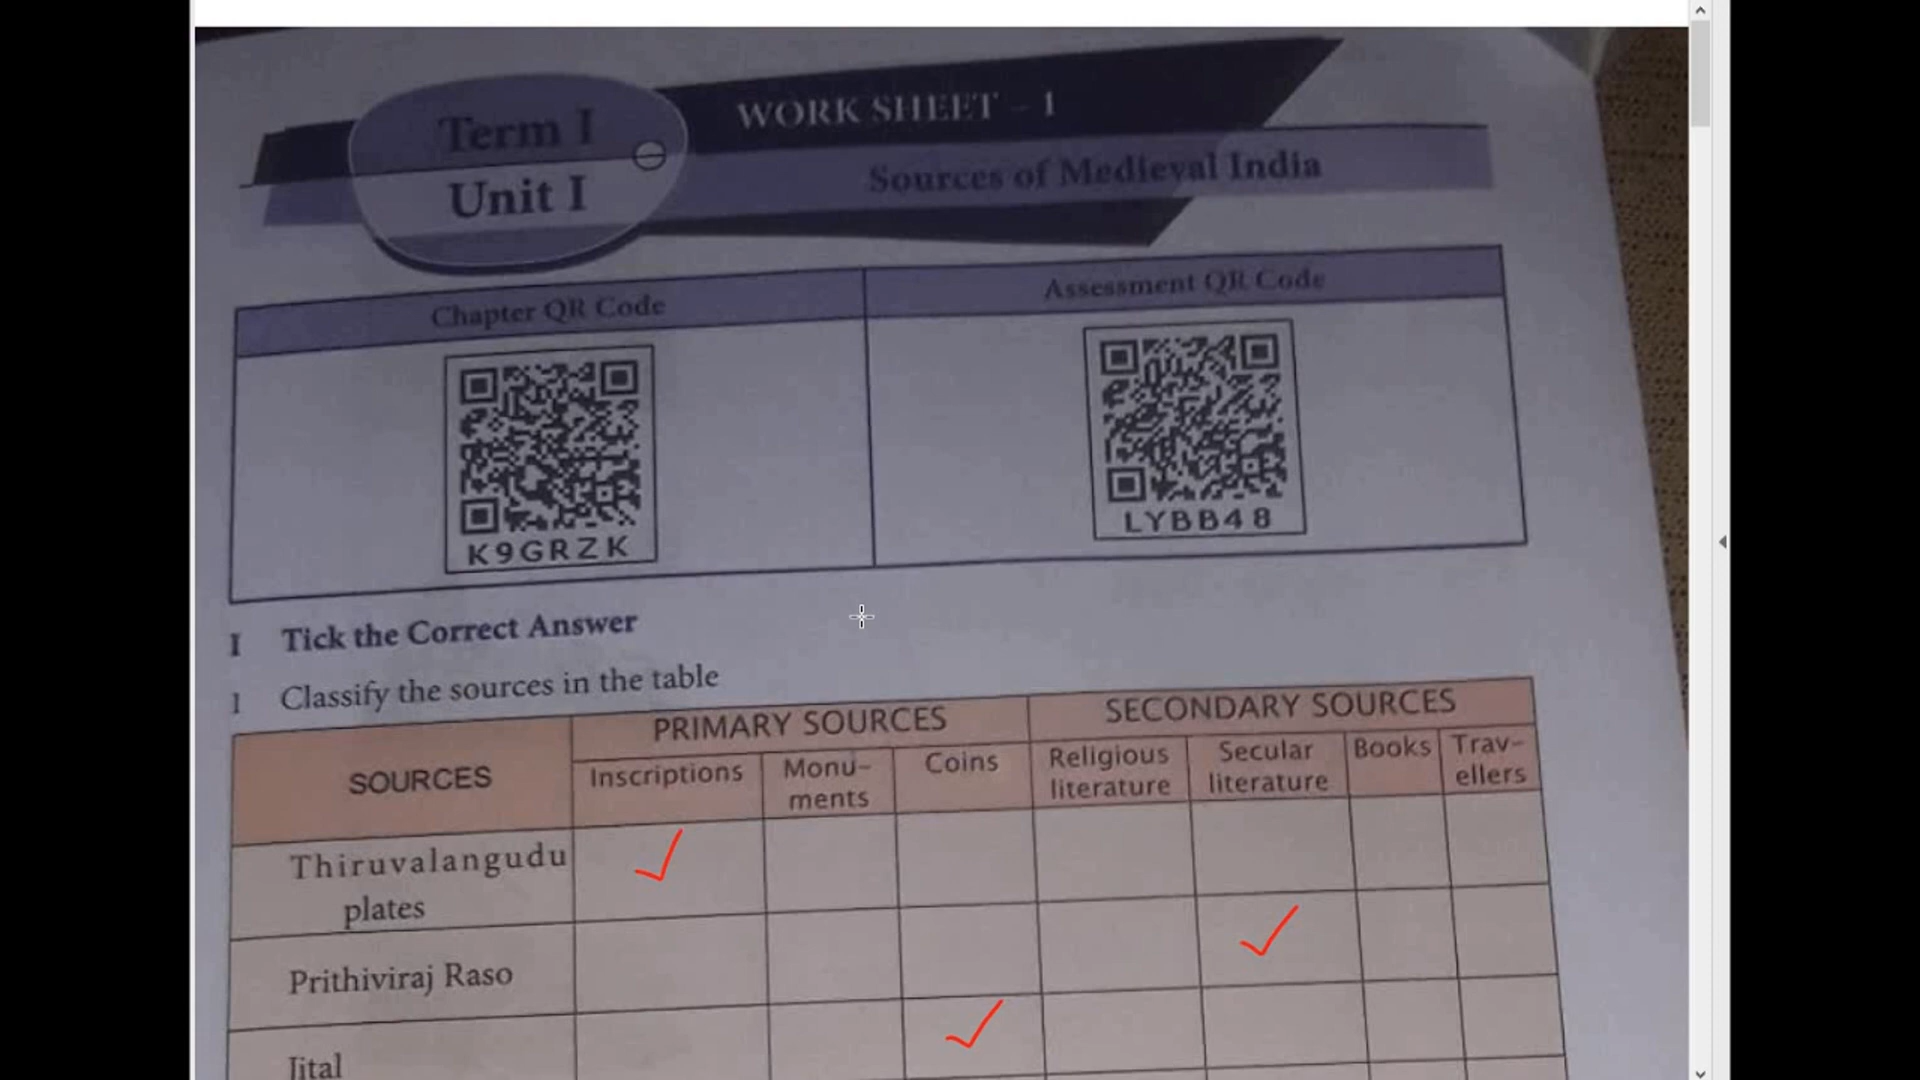 Term I
Unit I
WORK SHEET – 1
Sources of Medieval India
Chapter QR Code
Assessment QR Code
K9GRZK
LYBB48
I Tick the Correct Answer
1 Classify the sources in the table
SOURCES
PRIMARY SOURCES
SECONDARY SOURCES
Inscriptions
Monu-
ments
Coins
Religious
literature
Secular
literature
Books
Trav-
ellers
Thiruvalangudu
plates
Prithiviraj Raso
Jital